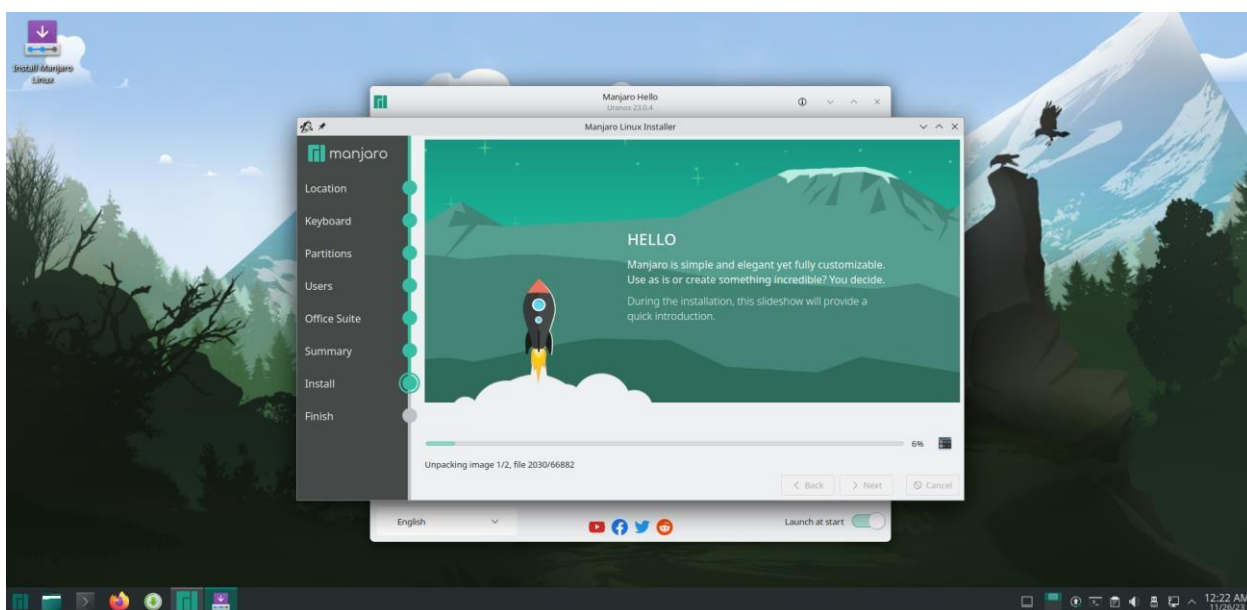 Install Manjaro
Linux
Manjaro Hello
Uranos 23.0.4
Manjaro Linux Installer
manjaro
Location
Keyboard
Partitions
Users
Office Suite
Summary
Install
Finish
HELLO
Manjaro is simple and elegant yet fully customizable.
Use as is or create something incredible? You decide.
During the installation, this slideshow will provide a
quick introduction.
6%
Unpacking image 1/2, file 2030/66882
Back
Next
Cancel
English
Launch at start
12:22 AM
11/26/23